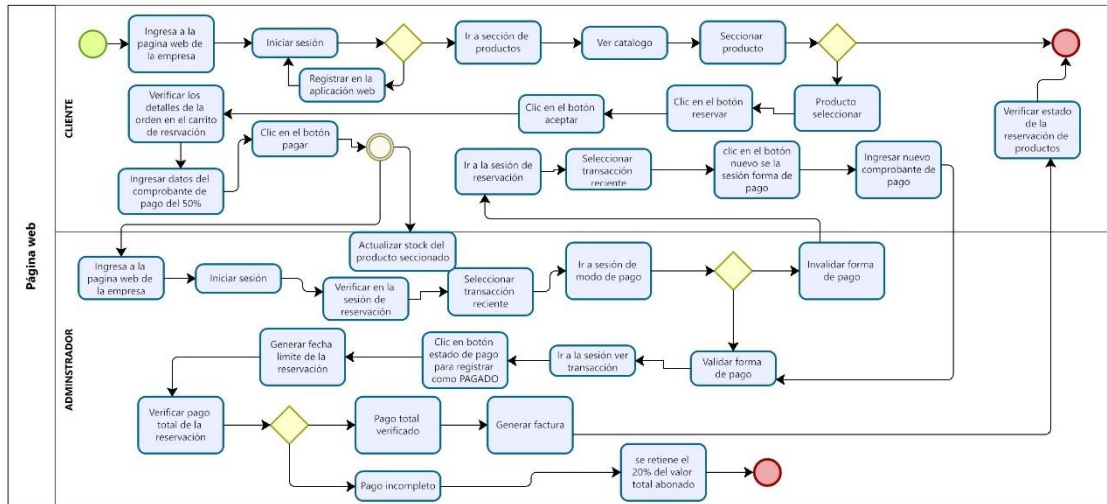 Página web
CLIENTE
Ingresa a la
pagina web de
la empresa
Iniciar sesión
Registrar en la
aplicación web
Ir a sección de
productos
Ver catalogo
Seccionar
producto
Producto
seleccionar
Clic en el botón
reservar
Clic en el botón
aceptar
Verificar los
detalles de la
orden en el carrito
de resrvación
Ingresar datos del
comprobante de
pago del 50%
Clic en el botón
pagar
Ir a la sesión de
reservación
Seleccionar
transacción
reciente
clic en el botón
nuevo se la
sesión forma de
pago
Ingresar nuevo
comprobante de
pago
Verificar estado
de la
reservación de
productos
ADMINSTRADOR
Actualizar stock del
producto seccionado
Ingresa a la
pagina web de
la empresa
Iniciar sesión
Verificar en la
sesión de
reservación
Seleccionar
transacción
reciente
Ir a sesión de
modo de pago
Invalidar forma
de pago
Validar forma
de pago
Ir a la sesión ver
transacción
Clic en botón
estado de pago
para registrar
como PAGADO
Generar fecha
limite de la
reservación
Verificar pago
total de la
reservación
Pago total
verificado
Generar factura
Pago incompleto
se retiene el
20% del valor
total abonado